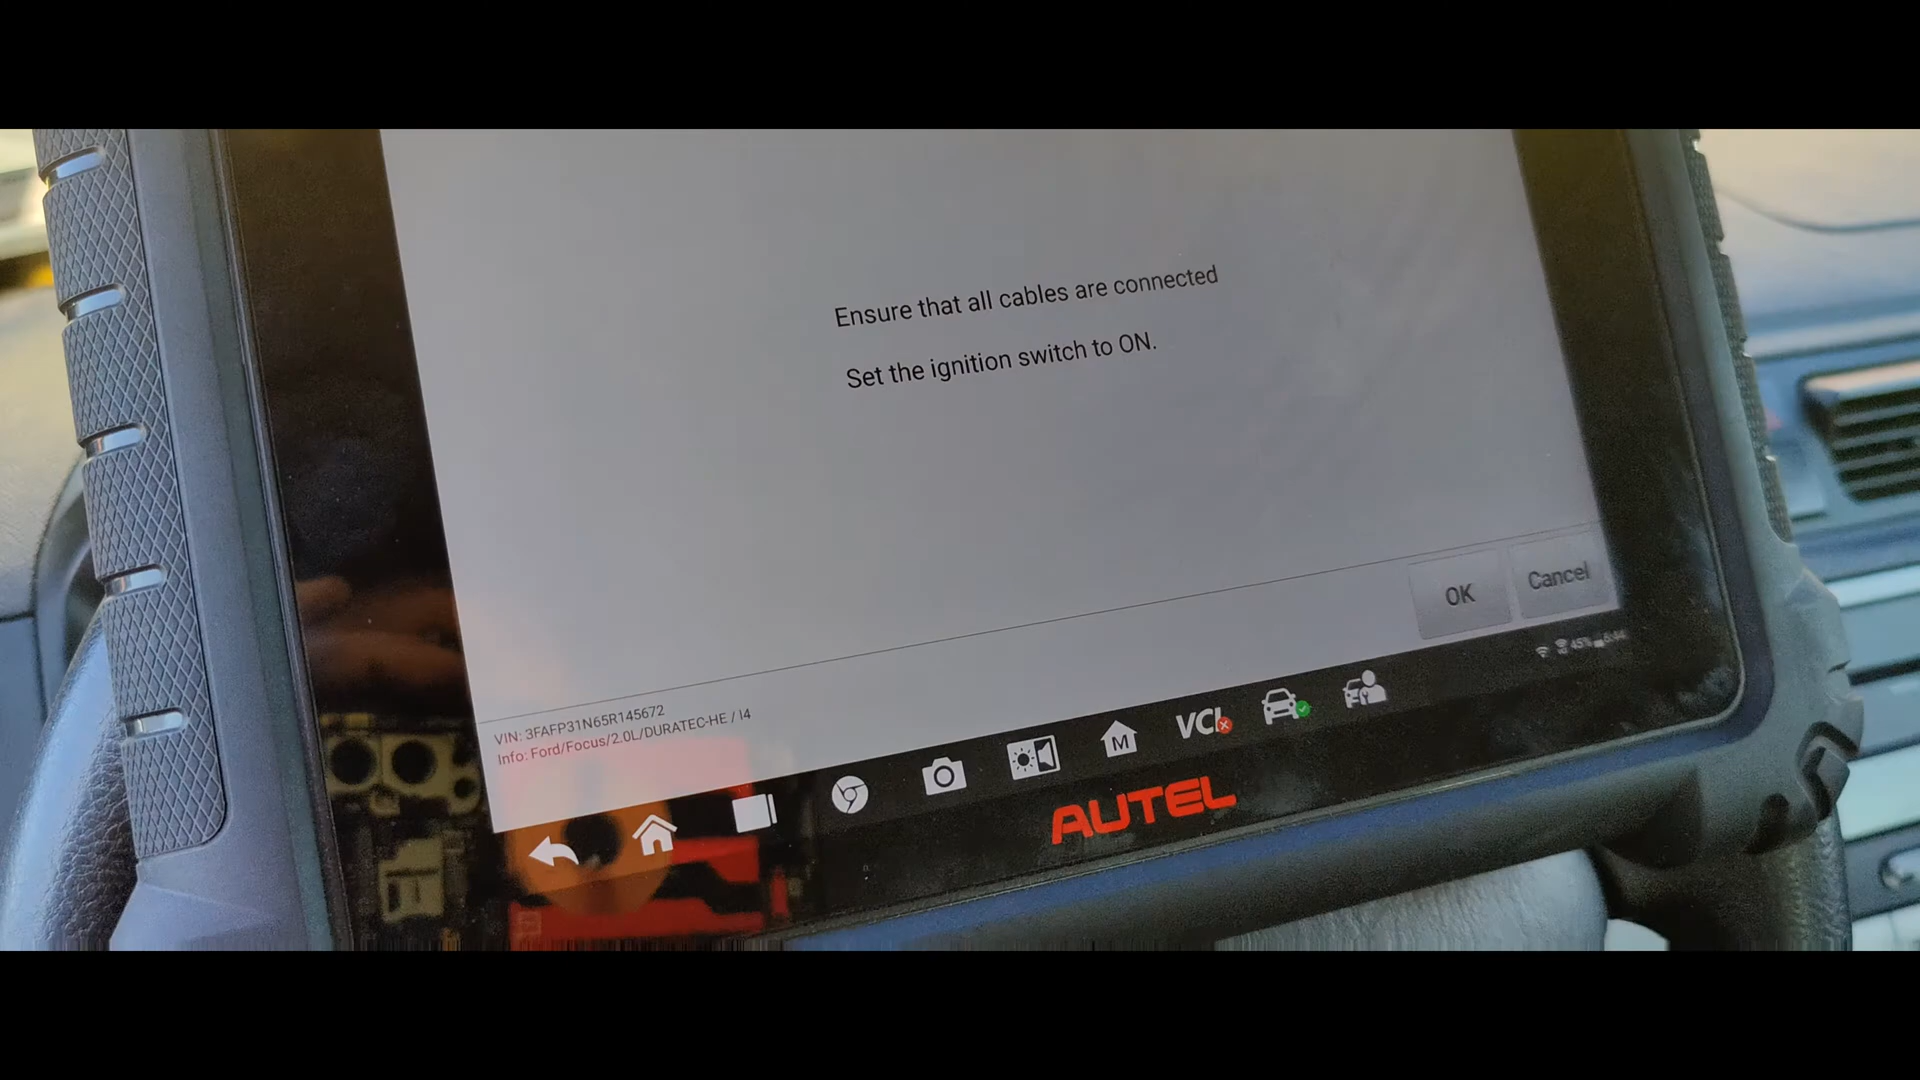 Ensure that all cables are connected
Set the ignition switch to ON.
OK
Cancel
VIN: 3FAFP31N65R145672
Info: Ford/Focus/2.0L/DURATEC-HE / I4
45%
M
VCI
AUTEL